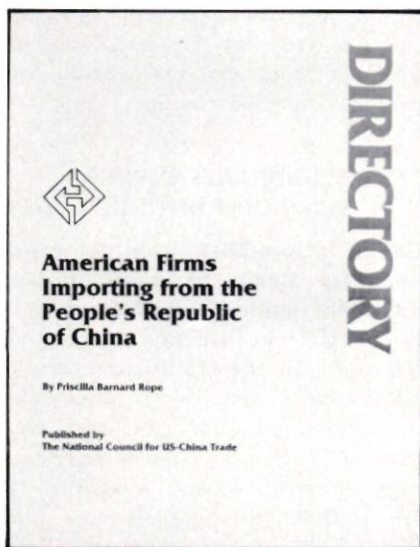 DIRECTORY
American Firms
Importing from the
People's Republic
of China
By Priscilla Barnard Rope
Published by
The National Council for US-China Trade